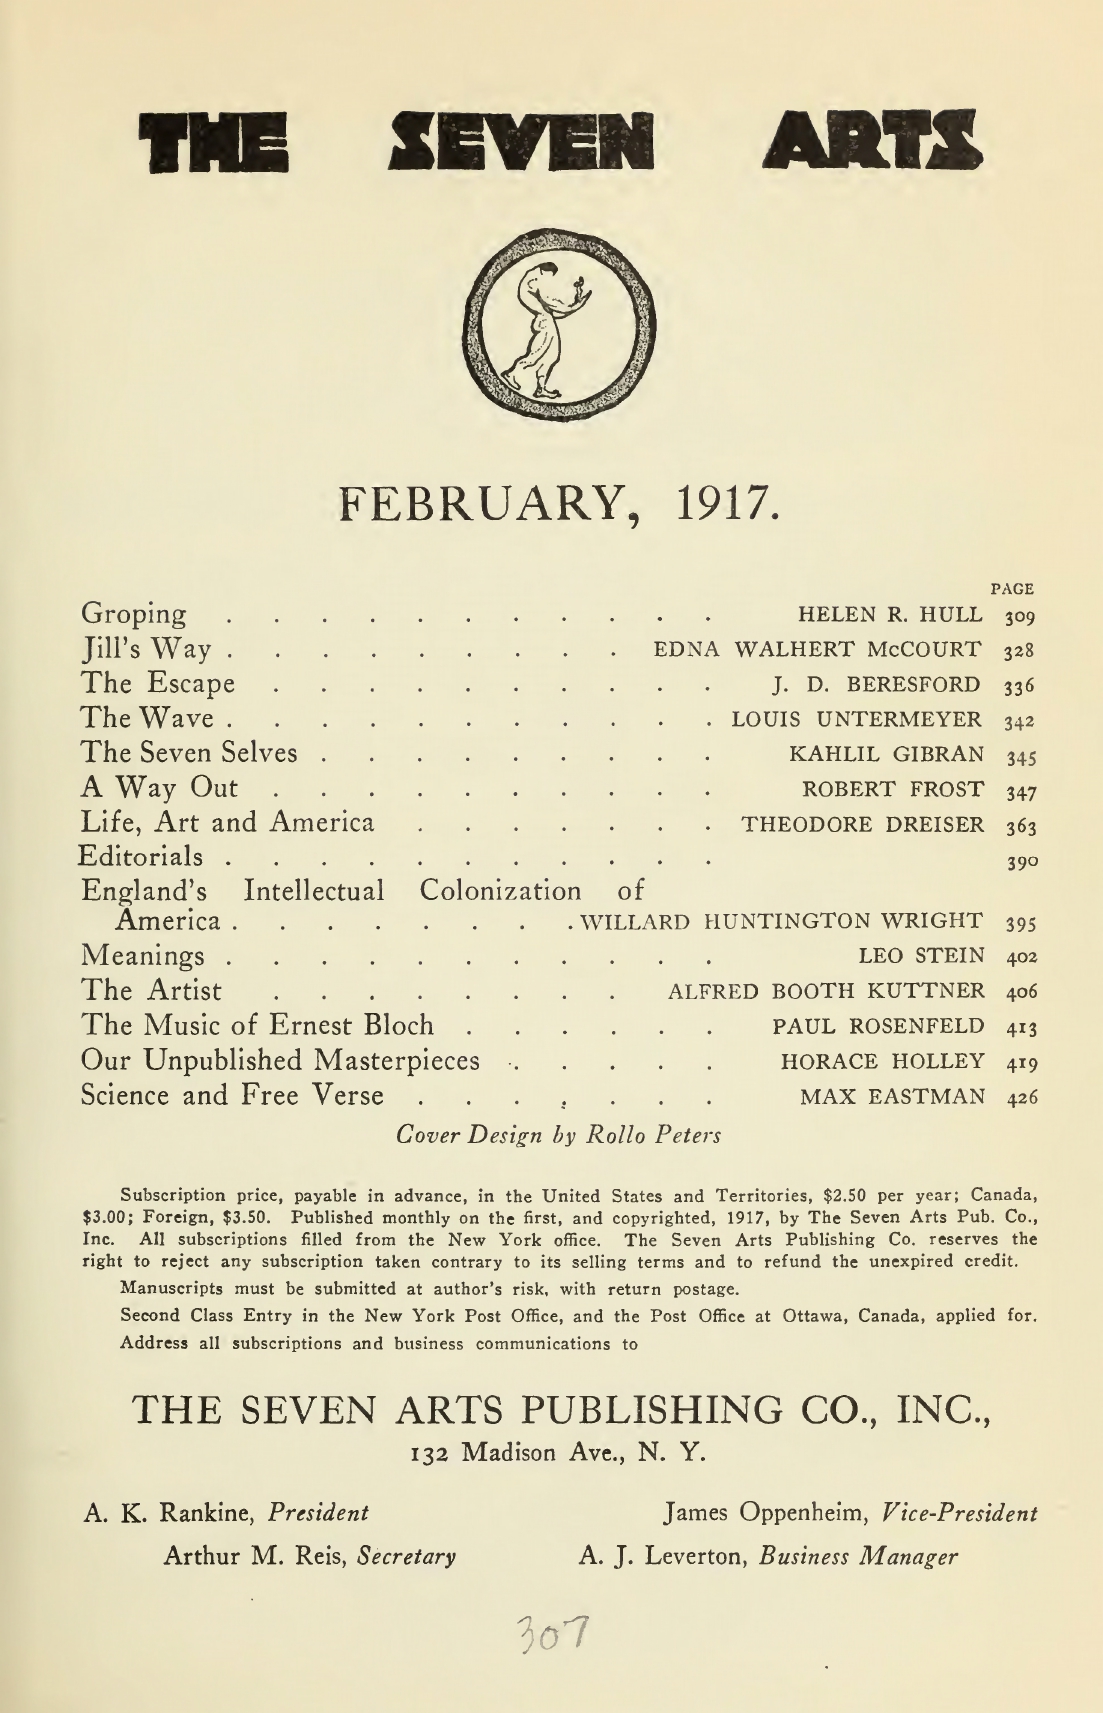 THE SEVEN ARTS
FEBRUARY, 1917.
PAGE
Groping . . . . . . . . . . . HELEN R. HULL 309
Jill's Way . . . . . . . . . EDNA WALHERT McCOURT 328
The Escape . . . . . . . . . . J. D. BERESFORD 336
The Wave . . . . . . . . . . . LOUIS UNTERMEYER 342
The Seven Selves . . . . . . . . . KAHLIL GIBRAN 345
A Way Out . . . . . . . . . . ROBERT FROST 347
Life, Art and America . . . . . . . THEODORE DREISER 363
Editorials . . . . . . . . . . . 390
England's Intellectual Colonization of
America . . . . . . . . WILLARD HUNTINGTON WRIGHT 395
Meanings . . . . . . . . . . . LEO STEIN 402
The Artist . . . . . . . . ALFRED BOOTH KUTTNER 406
The Music of Ernest Bloch . . . . . . PAUL ROSENFELD 413
Our Unpublished Masterpieces . . . . . HORACE HOLLEY 419
Science and Free Verse . . . . . . . MAX EASTMAN 426
Cover Design by Rollo Peters
Subscription price, payable in advance, in the United States and Territories, $2.50 per year; Canada,
$3.00; Foreign, $3.50. Published monthly on the first, and copyrighted, 1917, by The Seven Arts Pub. Co.,
Inc. All subscriptions filled from the New York office. The Seven Arts Publishing Co. reserves the
right to reject any subscription taken contrary to its selling terms and to refund the unexpired credit.
Manuscripts must be submitted at author's risk, with return postage.
Second Class Entry in the New York Post Office, and the Post Office at Ottawa, Canada, applied for.
Address all subscriptions and business communications to
THE SEVEN ARTS PUBLISHING CO., INC.,
132 Madison Ave., N. Y.
A. K. Rankine, President James Oppenheim, Vice-President
Arthur M. Reis, Secretary A. J. Leverton, Business Manager
307